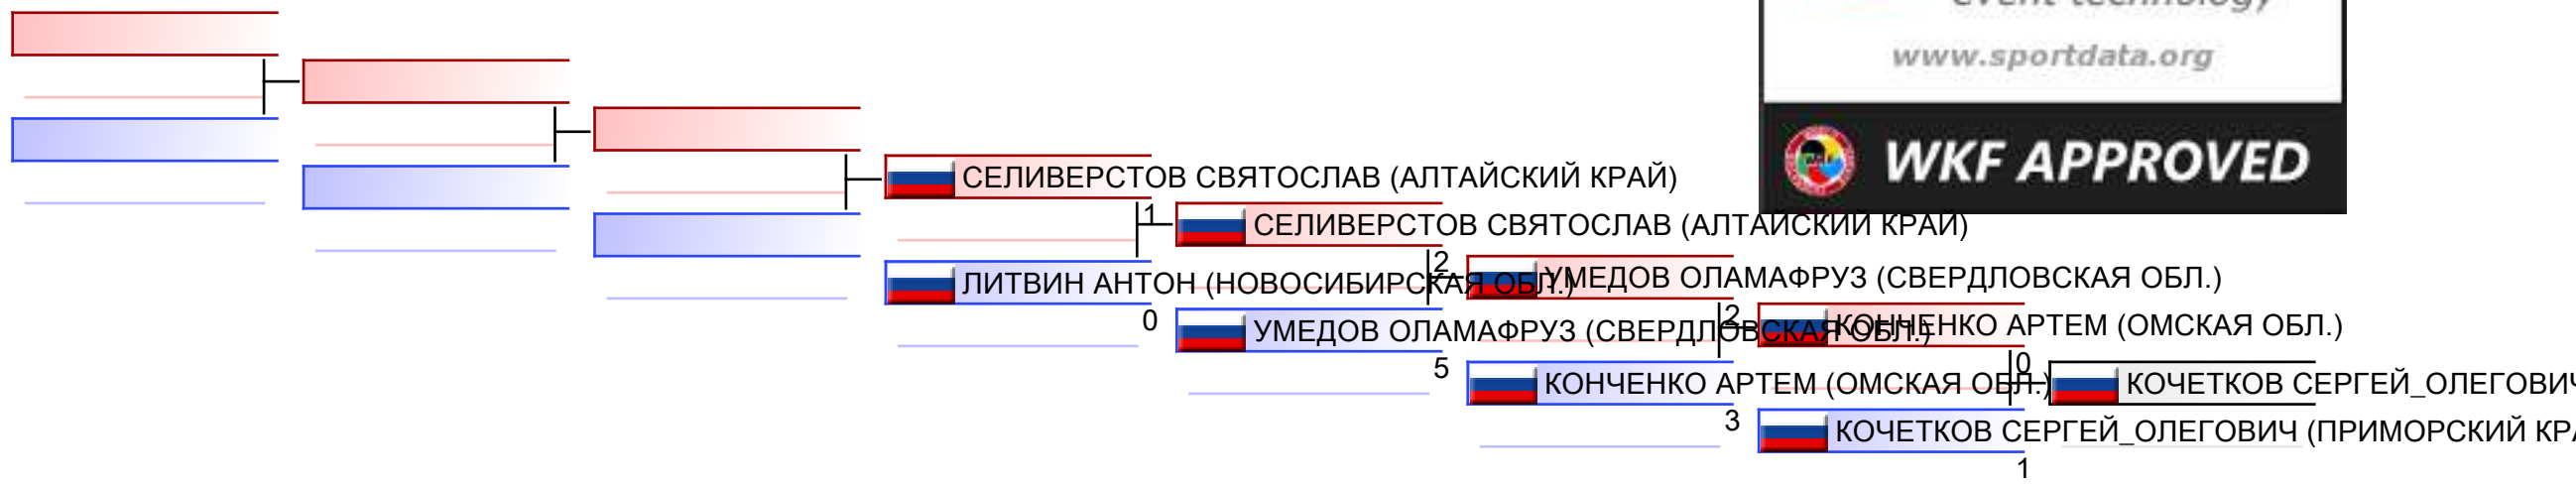 event technology
www.sportdata.org
WKF APPROVED
СЕЛИВЕРСТОВ СВЯТОСЛАВ (АЛТАЙСКИЙ КРАЙ)
1
СЕЛИВЕРСТОВ СВЯТОСЛАВ (АЛТАЙСКИЙ КРАЙ)
2
УМЕДОВ ОЛАМАФРУЗ (СВЕРДЛОВСКАЯ ОБЛ.)
ЛИТВИН АНТОН (НОВОСИБИРСКАЯ ОБЛ.)
0
2
КОНЧЕНКО АРТЕМ (ОМСКАЯ ОБЛ.)
УМЕДОВ ОЛАМАФРУЗ (СВЕРДЛОВСКАЯ ОБЛ.)
5
0
КОНЧЕНКО АРТЕМ (ОМСКАЯ ОБЛ.)
КОЧЕТКОВ СЕРГЕЙ_ОЛЕГОВИЧ
3
КОЧЕТКОВ СЕРГЕЙ_ОЛЕГОВИЧ (ПРИМОРСКИЙ КРА
1